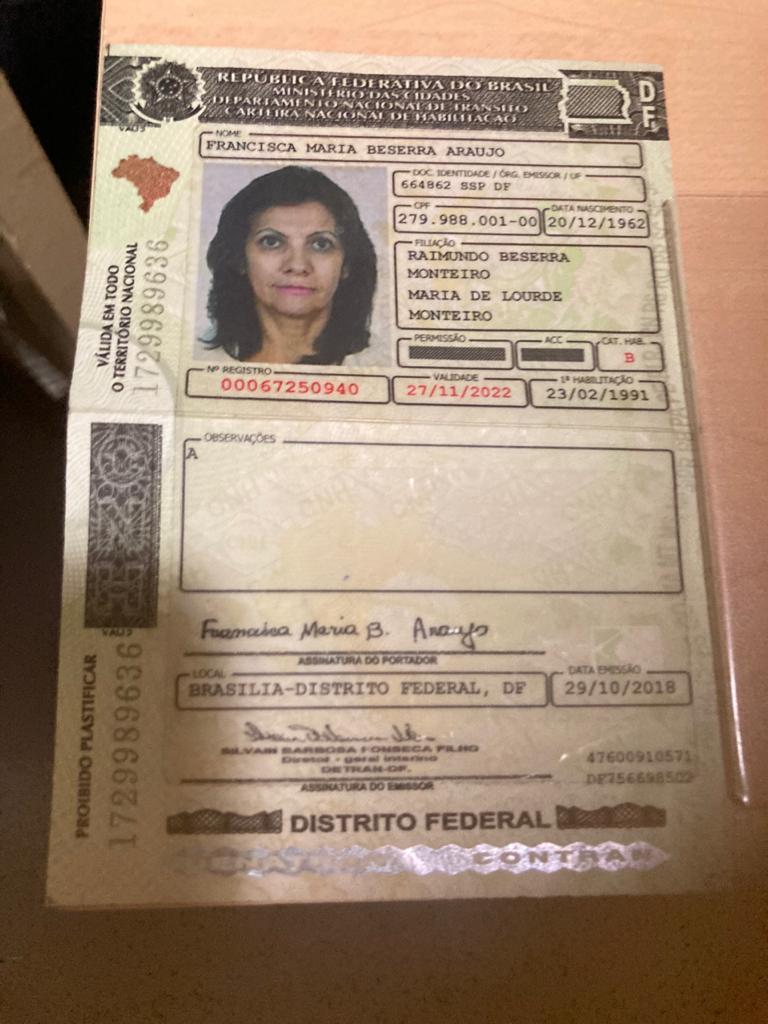 REPÚBLICA FEDERATIVA DO BRASIL
MINISTÉRIO DAS CIDADES
DEPARTAMENTO NACIONAL DE TRÂNSITO
CARTEIRA NACIONAL DE HABILITAÇÃO
DF
NOME
FRANCISCA MARIA BESERRA ARAUJO
DOC. IDENTIDADE / ÓRG. EMISSOR / UF
664862 SSP DF
CPF
DATA NASCIMENTO
279.988.001-00
20/12/1962
FILIAÇÃO
RAIMUNDO BESERRA
MONTEIRO
MARIA DE LOURDE
MONTEIRO
PERMISSÃO
ACC
CAT. HAB.
B
Nº REGISTRO
VALIDADE
1ª HABILITAÇÃO
00067250940
27/11/2022
23/02/1991
VÁLIDA EM TODO
O TERRITÓRIO NACIONAL
1729989636
OBSERVAÇÕES
A
Francisca Maria B. Araujo
ASSINATURA DO PORTADOR
LOCAL
DATA EMISSÃO
BRASILIA-DISTRITO FEDERAL, DF
29/10/2018
SILVAIN BARBOSA FONSECA FILHO
Diretor - geral interino
DETRAN-DF.
ASSINATURA DO EMISSOR
47600910571
DF756698502
PROIBIDO PLASTIFICAR
1729989636
DISTRITO FEDERAL
CONTRAN